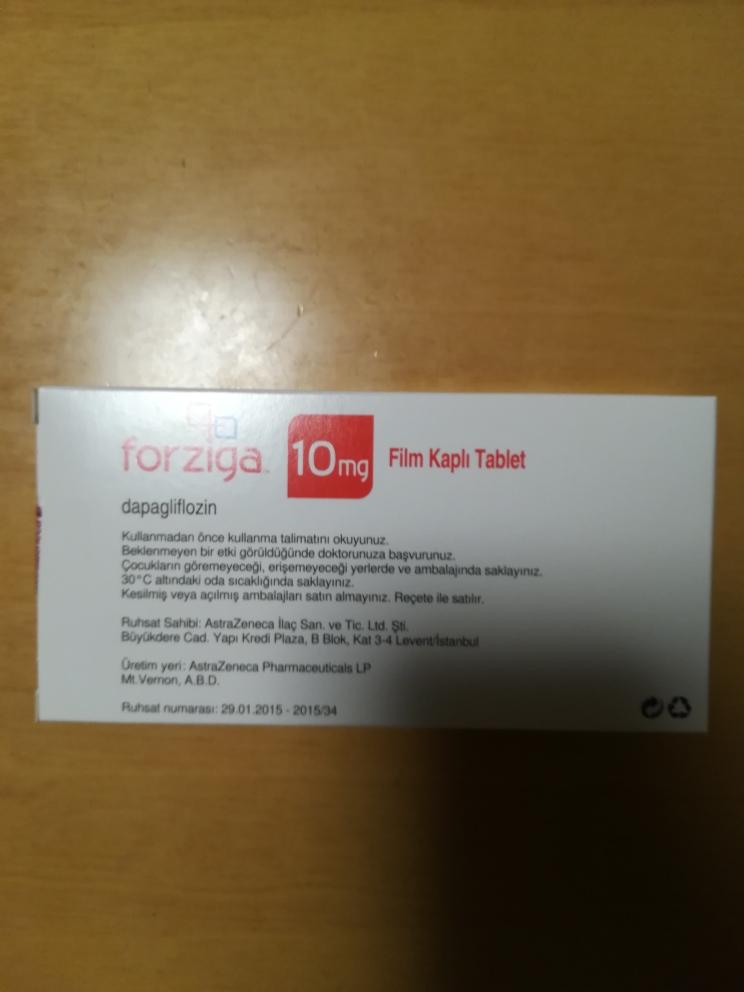 forziga™ 10mg Film Kaplı Tablet
dapagliflozin
Kullanmadan önce kullanma talimatını okuyunuz.
Beklenmeyen bir etki görüldüğünde doktorunuza başvurunuz.
Çocukların göremeyeceği, erişemeyeceği yerlerde ve ambalajında saklayınız.
30°C altındaki oda sıcaklığında saklayınız.
Kesilmiş veya açılmış ambalajları satın almayınız. Reçete ile satılır.
Ruhsat Sahibi: AstraZeneca İlaç San. ve Tic. Ltd. Şti.
Büyükdere Cad. Yapı Kredi Plaza, B Blok, Kat 3-4 Levent/İstanbul
Üretim yeri: AstraZeneca Pharmaceuticals LP
Mt.Vernon, A.B.D.
Ruhsat numarası: 29.01.2015 - 2015/34